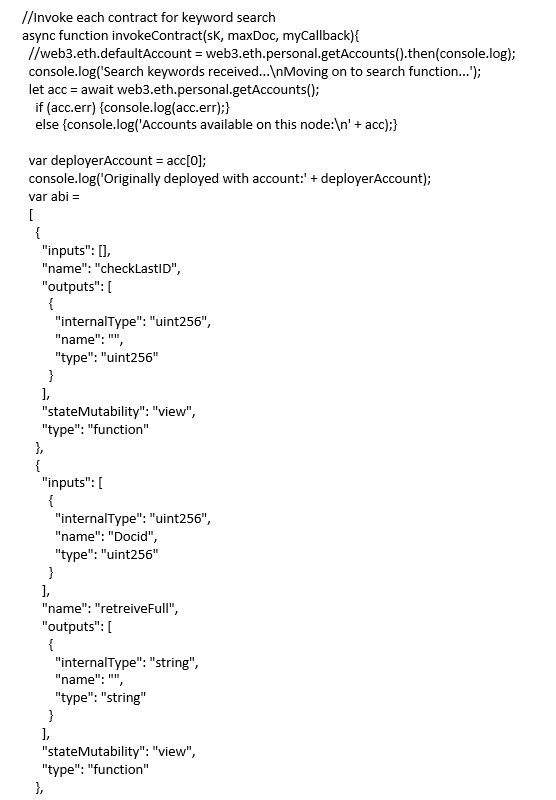 //Invoke each contract for keyword search
async function invokeContract(sK, maxDoc, myCallback){
//web3.eth.defaultAccount = web3.eth.personal.getAccounts().then(console.log);
console.log('Search keywords received...\nMoving on to search function...');
let acc = await web3.eth.personal.getAccounts();
if (acc.err) {console.log(acc.err);}
else {console.log('Accounts available on this node:\n' + acc);}
var deployerAccount = acc[0];
console.log('Originally deployed with account:' + deployerAccount);
var abi =
[
{
"inputs": [],
"name": "checkLastID",
"outputs": [
{
"internalType": "uint256",
"name": "",
"type": "uint256"
}
],
"stateMutability": "view",
"type": "function"
},
{
"inputs": [
{
"internalType": "uint256",
"name": "Docid",
"type": "uint256"
}
],
"name": "retreiveFull",
"outputs": [
{
"internalType": "string",
"name": "",
"type": "string"
}
],
"stateMutability": "view",
"type": "function"
},